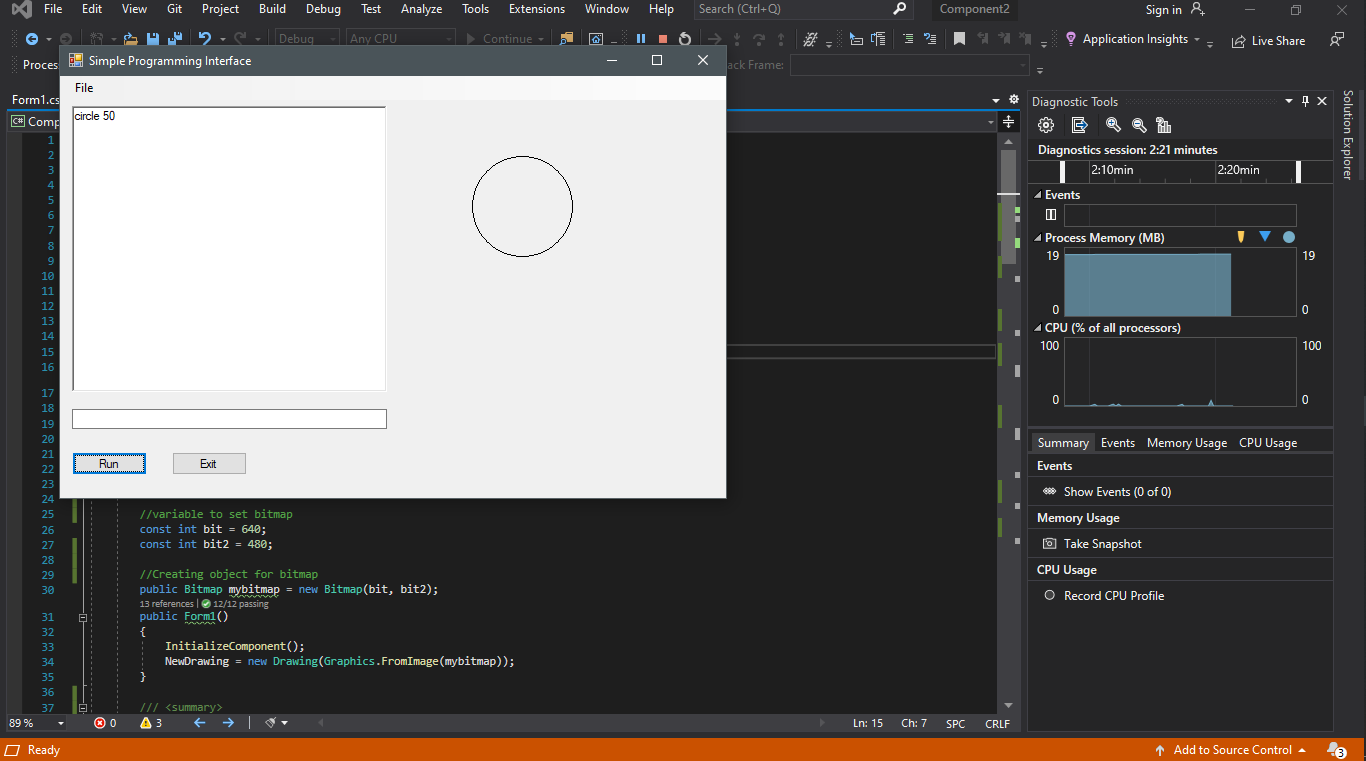 File Edit View Git Project Build Debug Test Analyze Tools Extensions Window Help Search (Ctrl+Q) Component2 Sign in
Debug Any CPU Continue Application Insights Live Share
Proces
Simple Programming Interface
ck Frame:
File
Form1.cs
C# Comp
circle 50
Run Exit
1
2
3
4
5
6
7
8
9
10
11
12
13
14
15
16
17
18
19
20
21
22
23
24
25 //variable to set bitmap
26 const int bit = 640;
27 const int bit2 = 480;
28
29 //Creating object for bitmap
30 public Bitmap mybitmap = new Bitmap(bit, bit2);
13 references | 12/12 passing
31 public Form1()
32 {
33 InitializeComponent();
34 NewDrawing = new Drawing(Graphics.FromImage(mybitmap));
35 }
36
37 /// <summary>
89 % 0 3 Ln: 15 Ch: 7 SPC CRLF
Diagnostic Tools
Diagnostics session: 2:21 minutes
2:10min 2:20min
Events
Process Memory (MB)
19 19
0 0
CPU (% of all processors)
100 100
0 0
Summary Events Memory Usage CPU Usage
Events
Show Events (0 of 0)
Memory Usage
Take Snapshot
CPU Usage
Record CPU Profile
Solution Explorer
Ready Add to Source Control 3